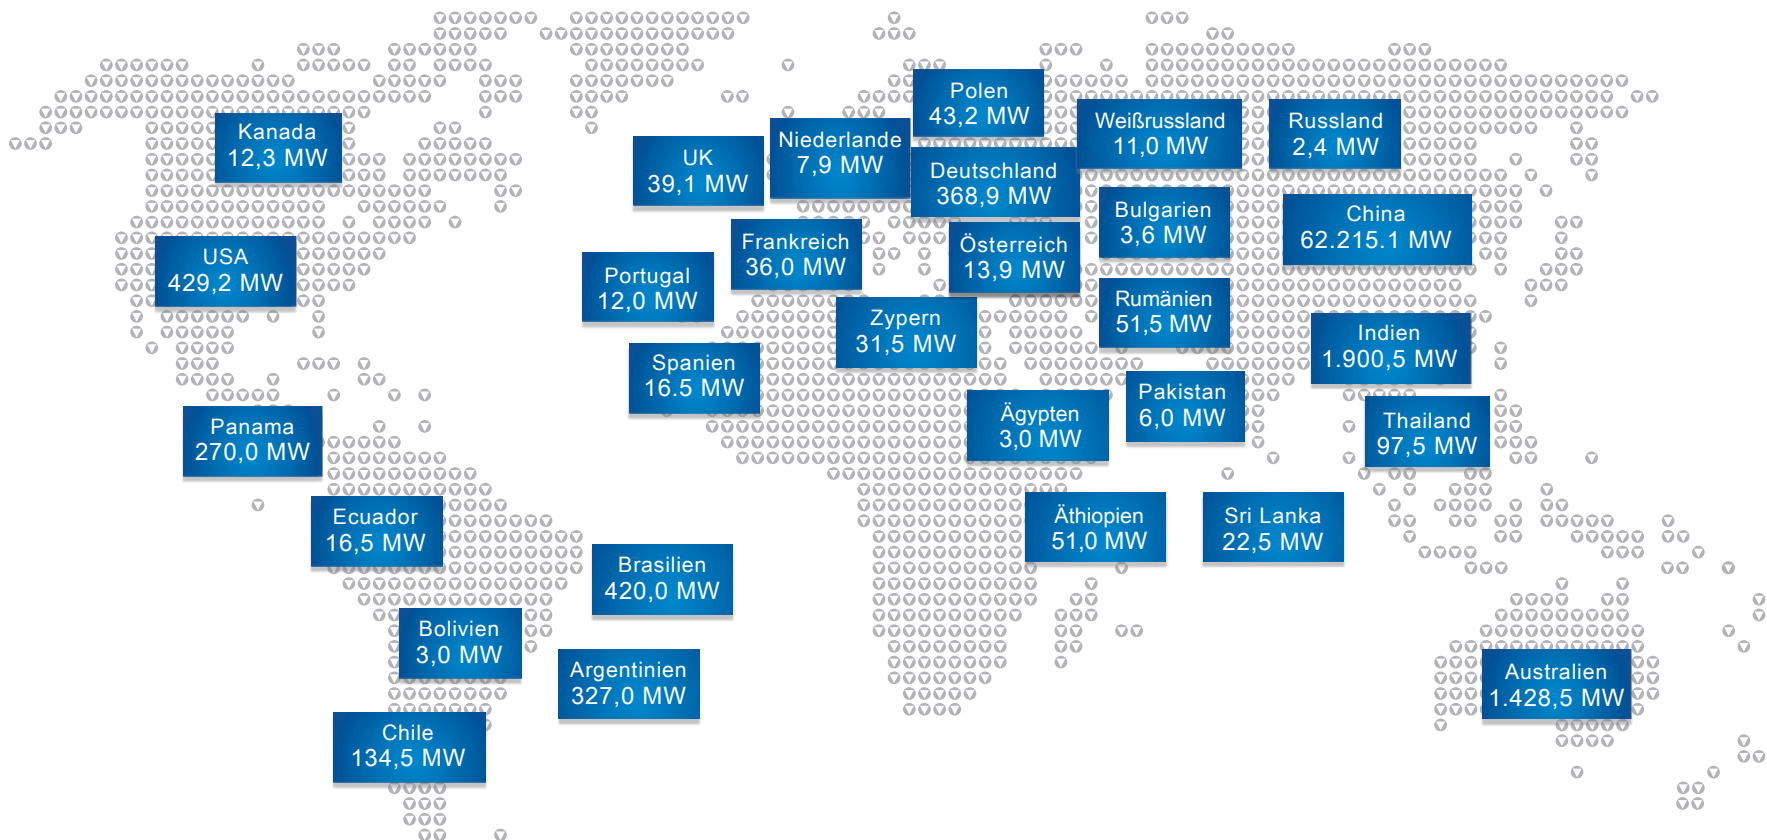 Polen
43,2 MW
Kanada
12,3 MW
Niederlande
7,9 MW
Weißrussland
11,0 MW
Russland
2,4 MW
UK
39,1 MW
Deutschland
368,9 MW
Bulgarien
3,6 MW
China
62.215.1 MW
USA
429,2 MW
Frankreich
36,0 MW
Österreich
13,9 MW
Portugal
12,0 MW
Rumänien
51,5 MW
Zypern
31,5 MW
Indien
1.900,5 MW
Spanien
16.5 MW
Pakistan
6,0 MW
Ägypten
3,0 MW
Thailand
97,5 MW
Panama
270,0 MW
Ecuador
16,5 MW
Äthiopien
51,0 MW
Sri Lanka
22,5 MW
Brasilien
420,0 MW
Bolivien
3,0 MW
Argentinien
327,0 MW
Australien
1.428,5 MW
Chile
134,5 MW